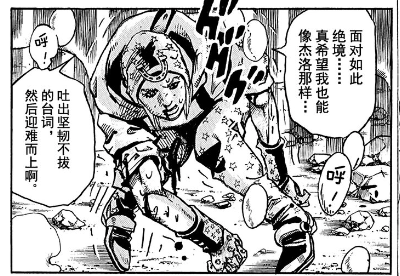 面对如此
绝境……
真希望我也能
像杰洛那样…
呼！
呼！
吐出坚韧不拔
的台词，
然后迎难而上啊。